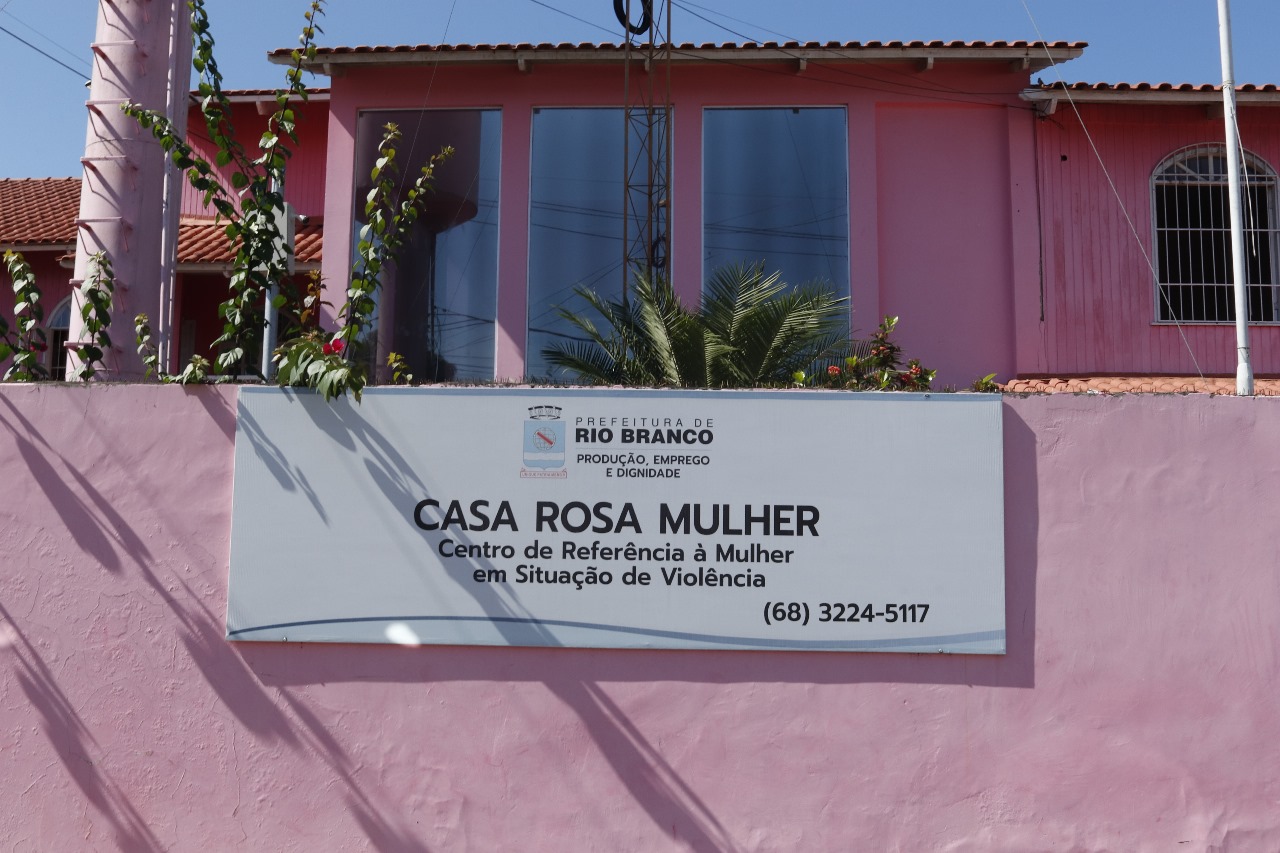 PREFEITURA DE
RIO BRANCO
PRODUÇÃO, EMPREGO
E DIGNIDADE
CASA ROSA MULHER
Centro de Referência à Mulher
em Situação de Violência
(68) 3224-5117